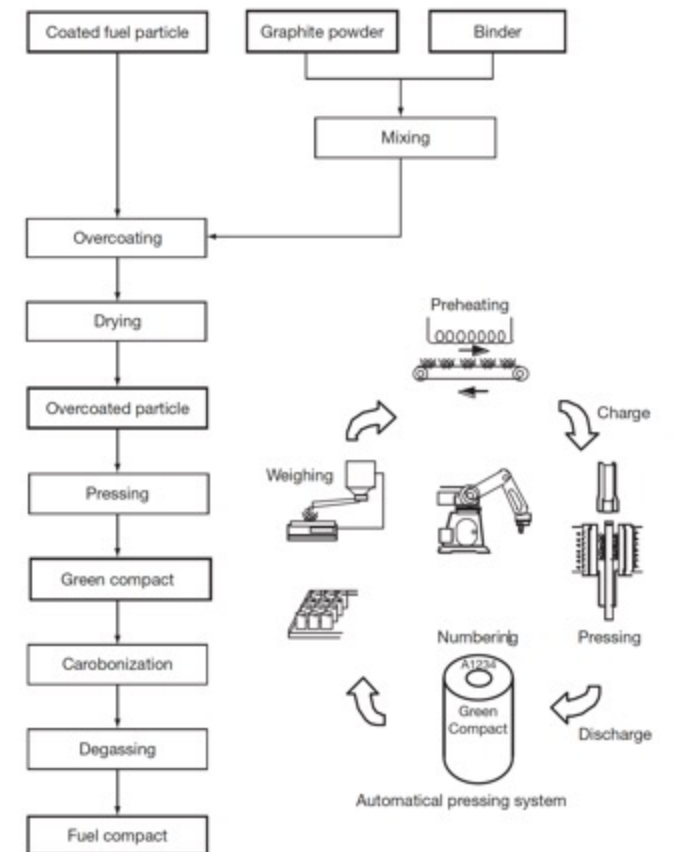 Coated fuel particle
Graphite powder
Binder
Mixing
Overcoating
Drying
Overcoated particle
Pressing
Green compact
Carobonization
Degassing
Fuel compact
Preheating
Charge
Weighing
Pressing
Numbering
A1234
Green
Compact
Discharge
Automatical pressing system